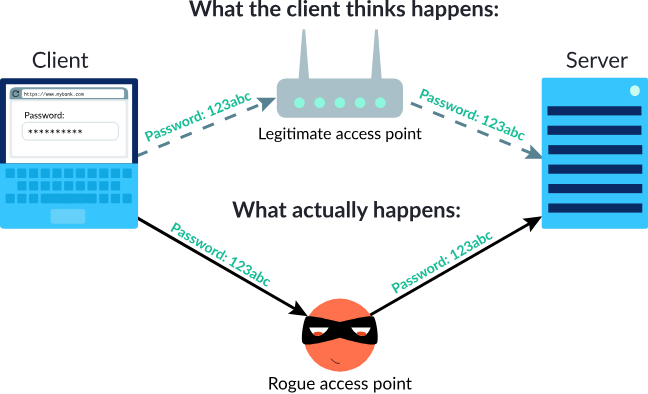 What the client thinks happens:
Client
Server
https://www.mybank.com
Password:
**********
Password: 123abc
Password: 123abc
Legitimate access point
What actually happens:
Password: 123abc
Password: 123abc
Rogue access point